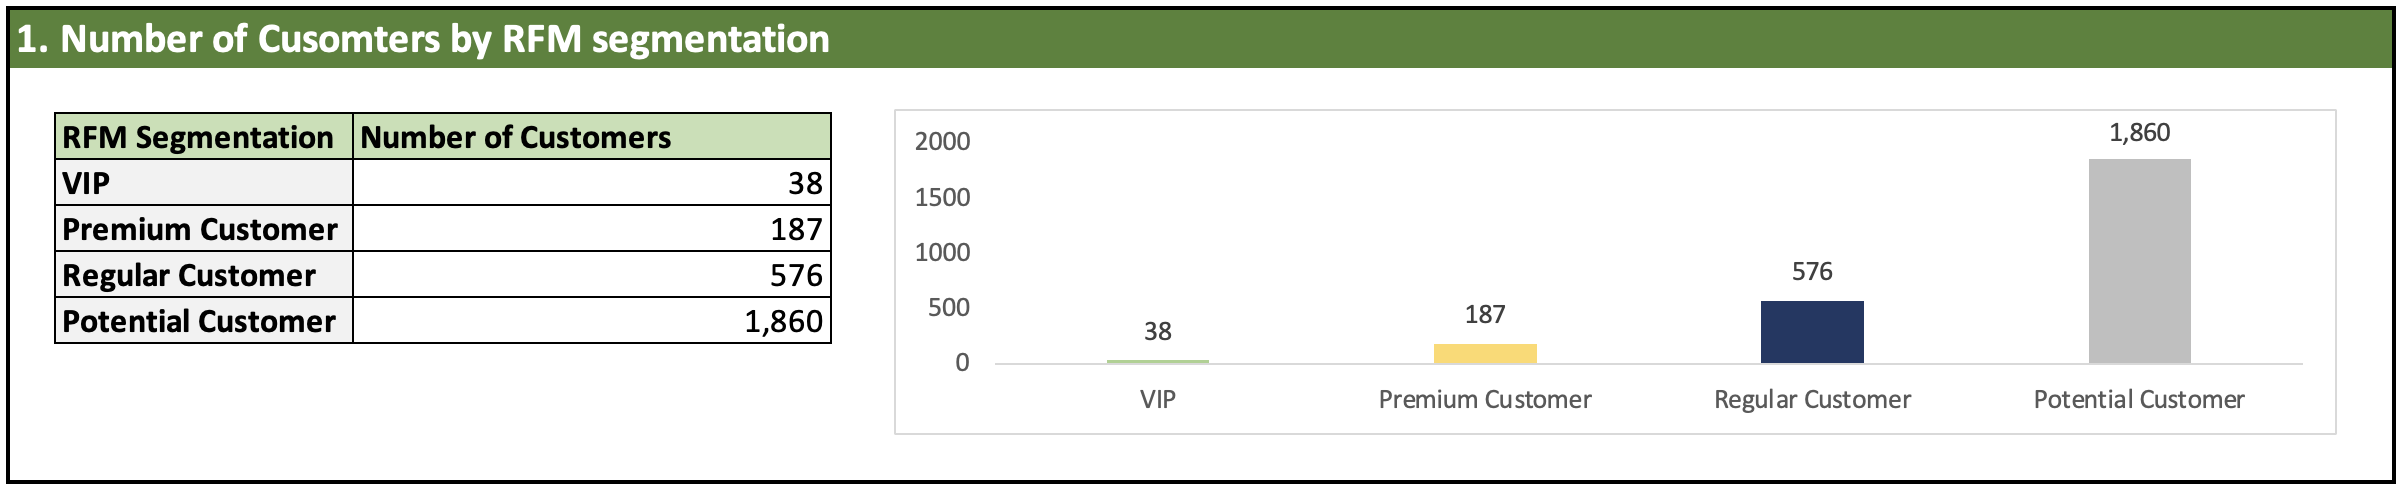 1. Number of Cusomters by RFM segmentation
RFM Segmentation Number of Customers
VIP 38
Premium Customer 187
Regular Customer 576
Potential Customer 1,860
2000
1500
1000
500
0
38
187
576
1,860
VIP Premium Customer Regular Customer Potential Customer